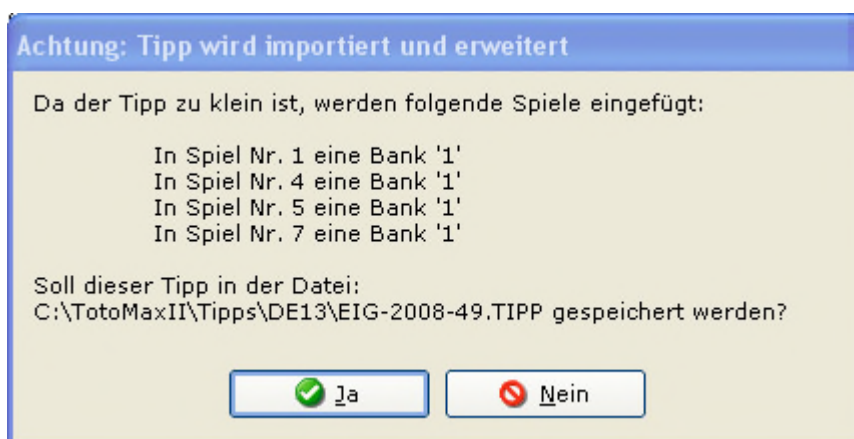 Achtung: Tipp wird importiert und erweitert
Da der Tipp zu klein ist, werden folgende Spiele eingefügt:
In Spiel Nr. 1 eine Bank '1'
In Spiel Nr. 4 eine Bank '1'
In Spiel Nr. 5 eine Bank '1'
In Spiel Nr. 7 eine Bank '1'
Soll dieser Tipp in der Datei:
C:\TotoMaxII\Tipps\DE13\EIG-2008-49.TIPP gespeichert werden?
Ja
Nein